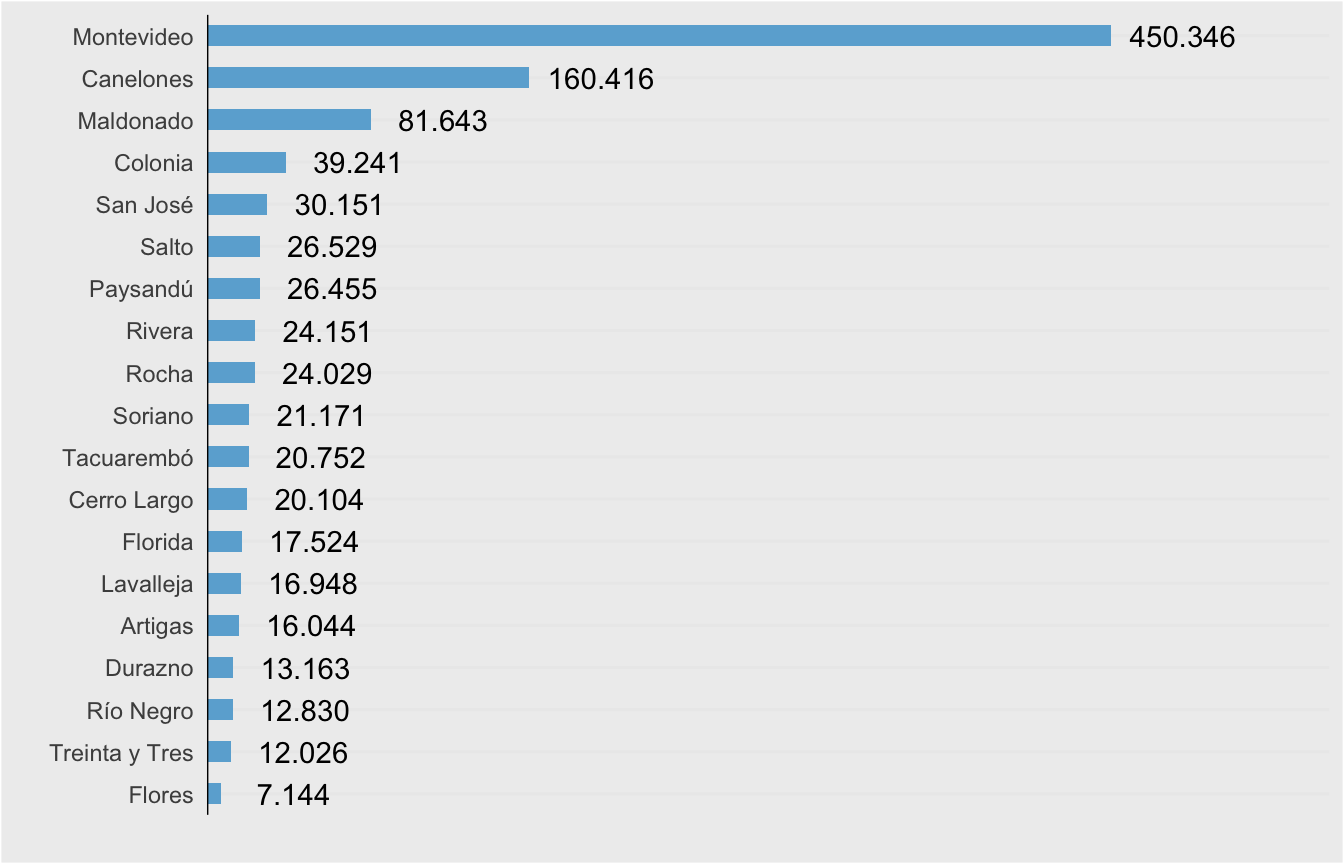 Montevideo 450.346
Canelones 160.416
Maldonado 81.643
Colonia 39.241
San José 30.151
Salto 26.529
Paysandú 26.455
Rivera 24.151
Rocha 24.029
Soriano 21.171
Tacuarembó 20.752
Cerro Largo 20.104
Florida 17.524
Lavalleja 16.948
Artigas 16.044
Durazno 13.163
Río Negro 12.830
Treinta y Tres 12.026
Flores 7.144